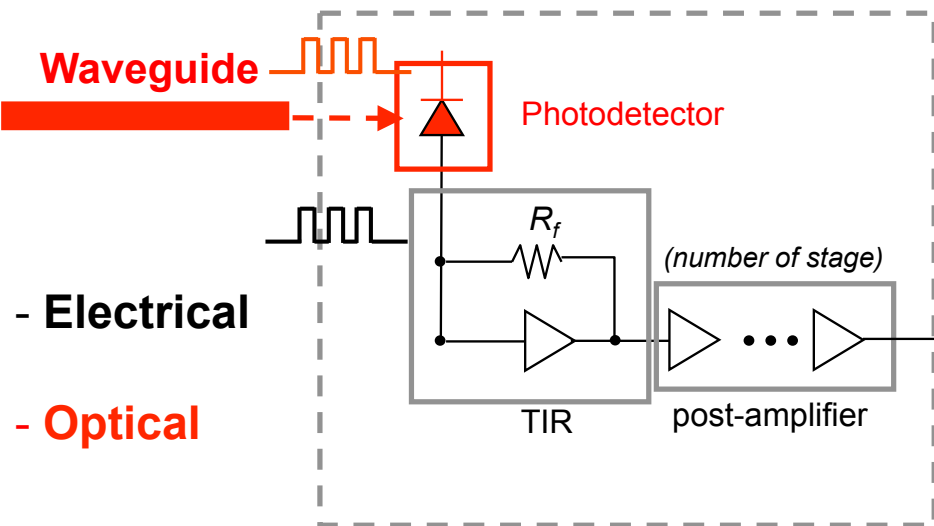 Waveguide
Photodetector
R_f
(number of stage)
- Electrical
TIR
post-amplifier
- Optical